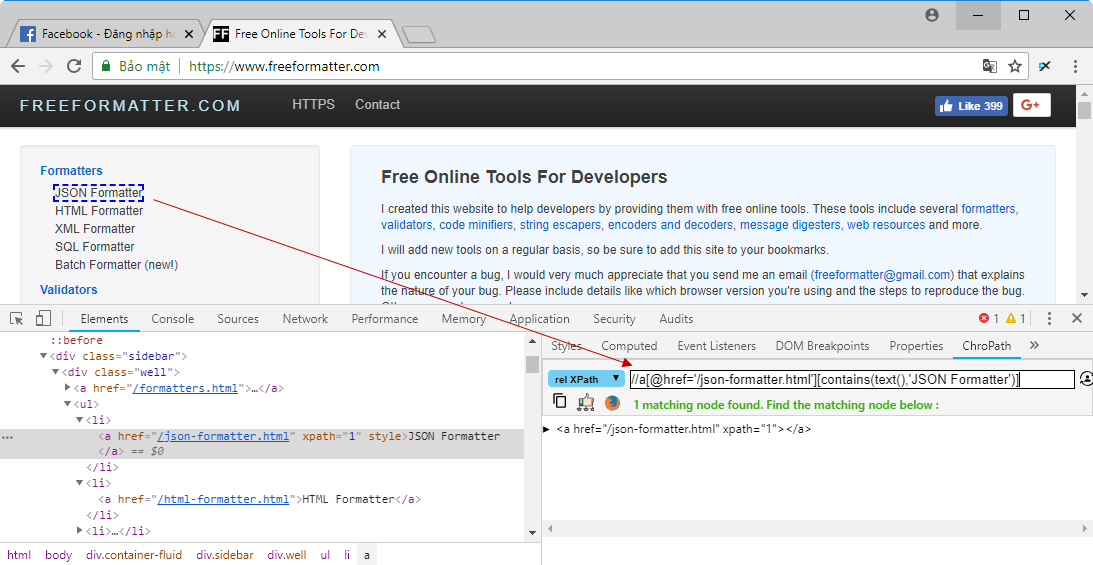 Facebook - Đăng nhập ho
Free Online Tools For Dev
Bảo mật
https://www.freeformatter.com
FREEFORMATTER.COM
HTTPS
Contact
Like 399
G+
Formatters
JSON Formatter
HTML Formatter
XML Formatter
SQL Formatter
Batch Formatter (new!)
Validators
Free Online Tools For Developers
I created this website to help developers by providing them with free online tools. These tools include several formatters,
validators, code minifiers, string escapers, encoders and decoders, message digesters, web resources and more.
I will add new tools on a regular basis, so be sure to add this site to your bookmarks.
If you encounter a bug, I would very much appreciate that you send me an email (freeformatter@gmail.com) that explains
the nature of your bug. Please include details like which browser version you're using and the steps to reproduce the bug.
Elements Console Sources Network Performance Memory Application Security Audits
1 1
::before
<div class="sidebar">
<div class="well">
<a href="/formatters.html">…</a>
<ul>
<li>
<a href="/json-formatter.html" xpath="1" style>JSON Formatter
</a> == $0
</li>
<li>
<a href="/html-formatter.html">HTML Formatter</a>
</li>
<li>…</li>
html body div.container-fluid div.sidebar div.well ul li a
Styles Computed Event Listeners DOM Breakpoints Properties ChroPath »
rel XPath
//a[@href='/json-formatter.html'][contains(text(),'JSON Formatter')]
1 matching node found. Find the matching node below :
<a href="/json-formatter.html" xpath="1"></a>